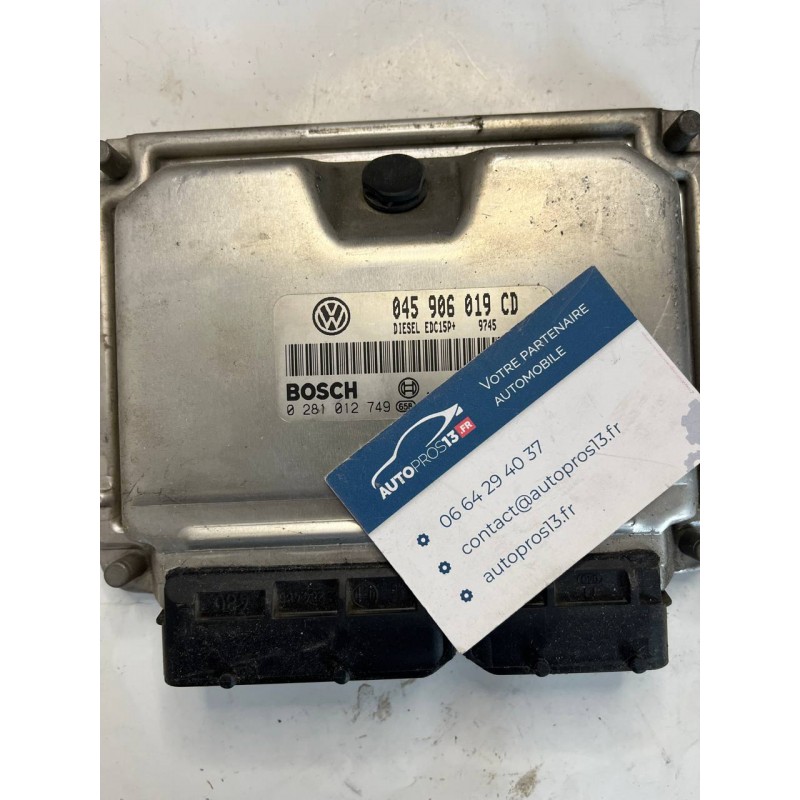 045 906 019 CD
DIESEL EDC15P+ 9745
BOSCH
0 281 012 749
AUTOPROS13.FR
VOTRE PARTENAIRE
AUTOMOBILE
06 64 29 40 37
contact@autopros13.fr
autopros13.fr